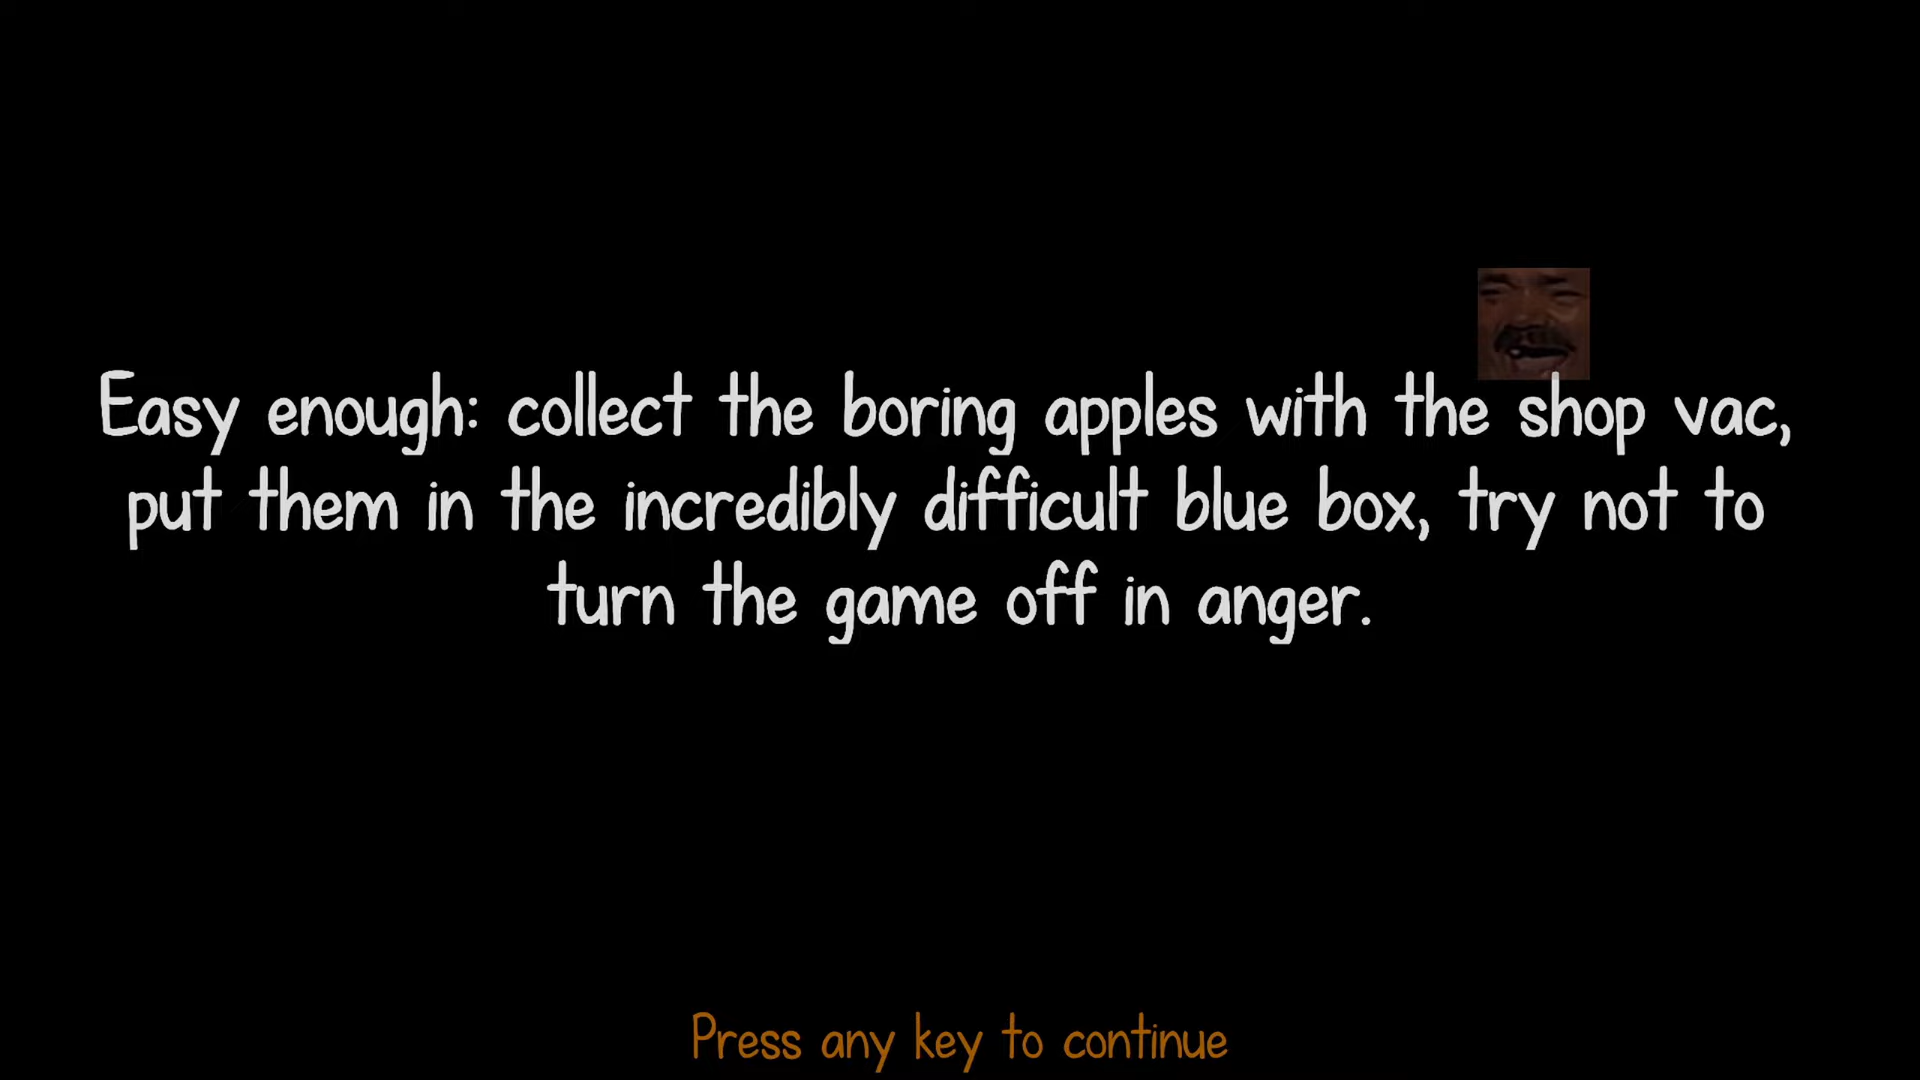 Easy enough: collect the boring apples with the shop vac,
put them in the incredibly difficult blue box, try not to
turn the game off in anger.
Press any key to continue